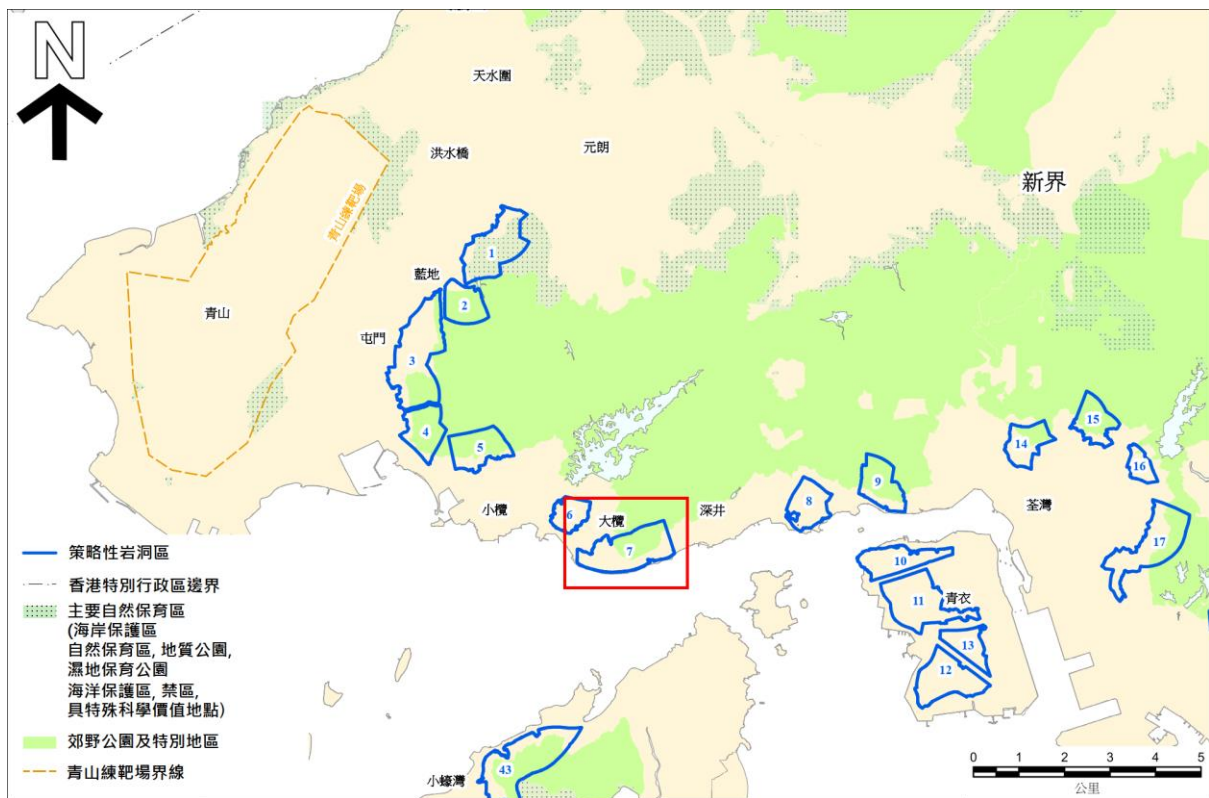 N
天水圍
洪水橋
元朗
新界
青山練靶場
1
藍地
2
青山
屯門
3
4
5
15
14
16
9
8
小欖
6
大欖
深井
荃灣
7
17
10
11
青衣
13
12
小蠔灣
43
策略性岩洞區
香港特別行政區邊界
主要自然保育區
(海岸保護區
自然保育區, 地質公園,
濕地保育公園
海洋保護區, 禁區,
具特殊科學價值地點)
郊野公園及特別地區
青山練靶場界線
0 1 2 3 4 5
公里